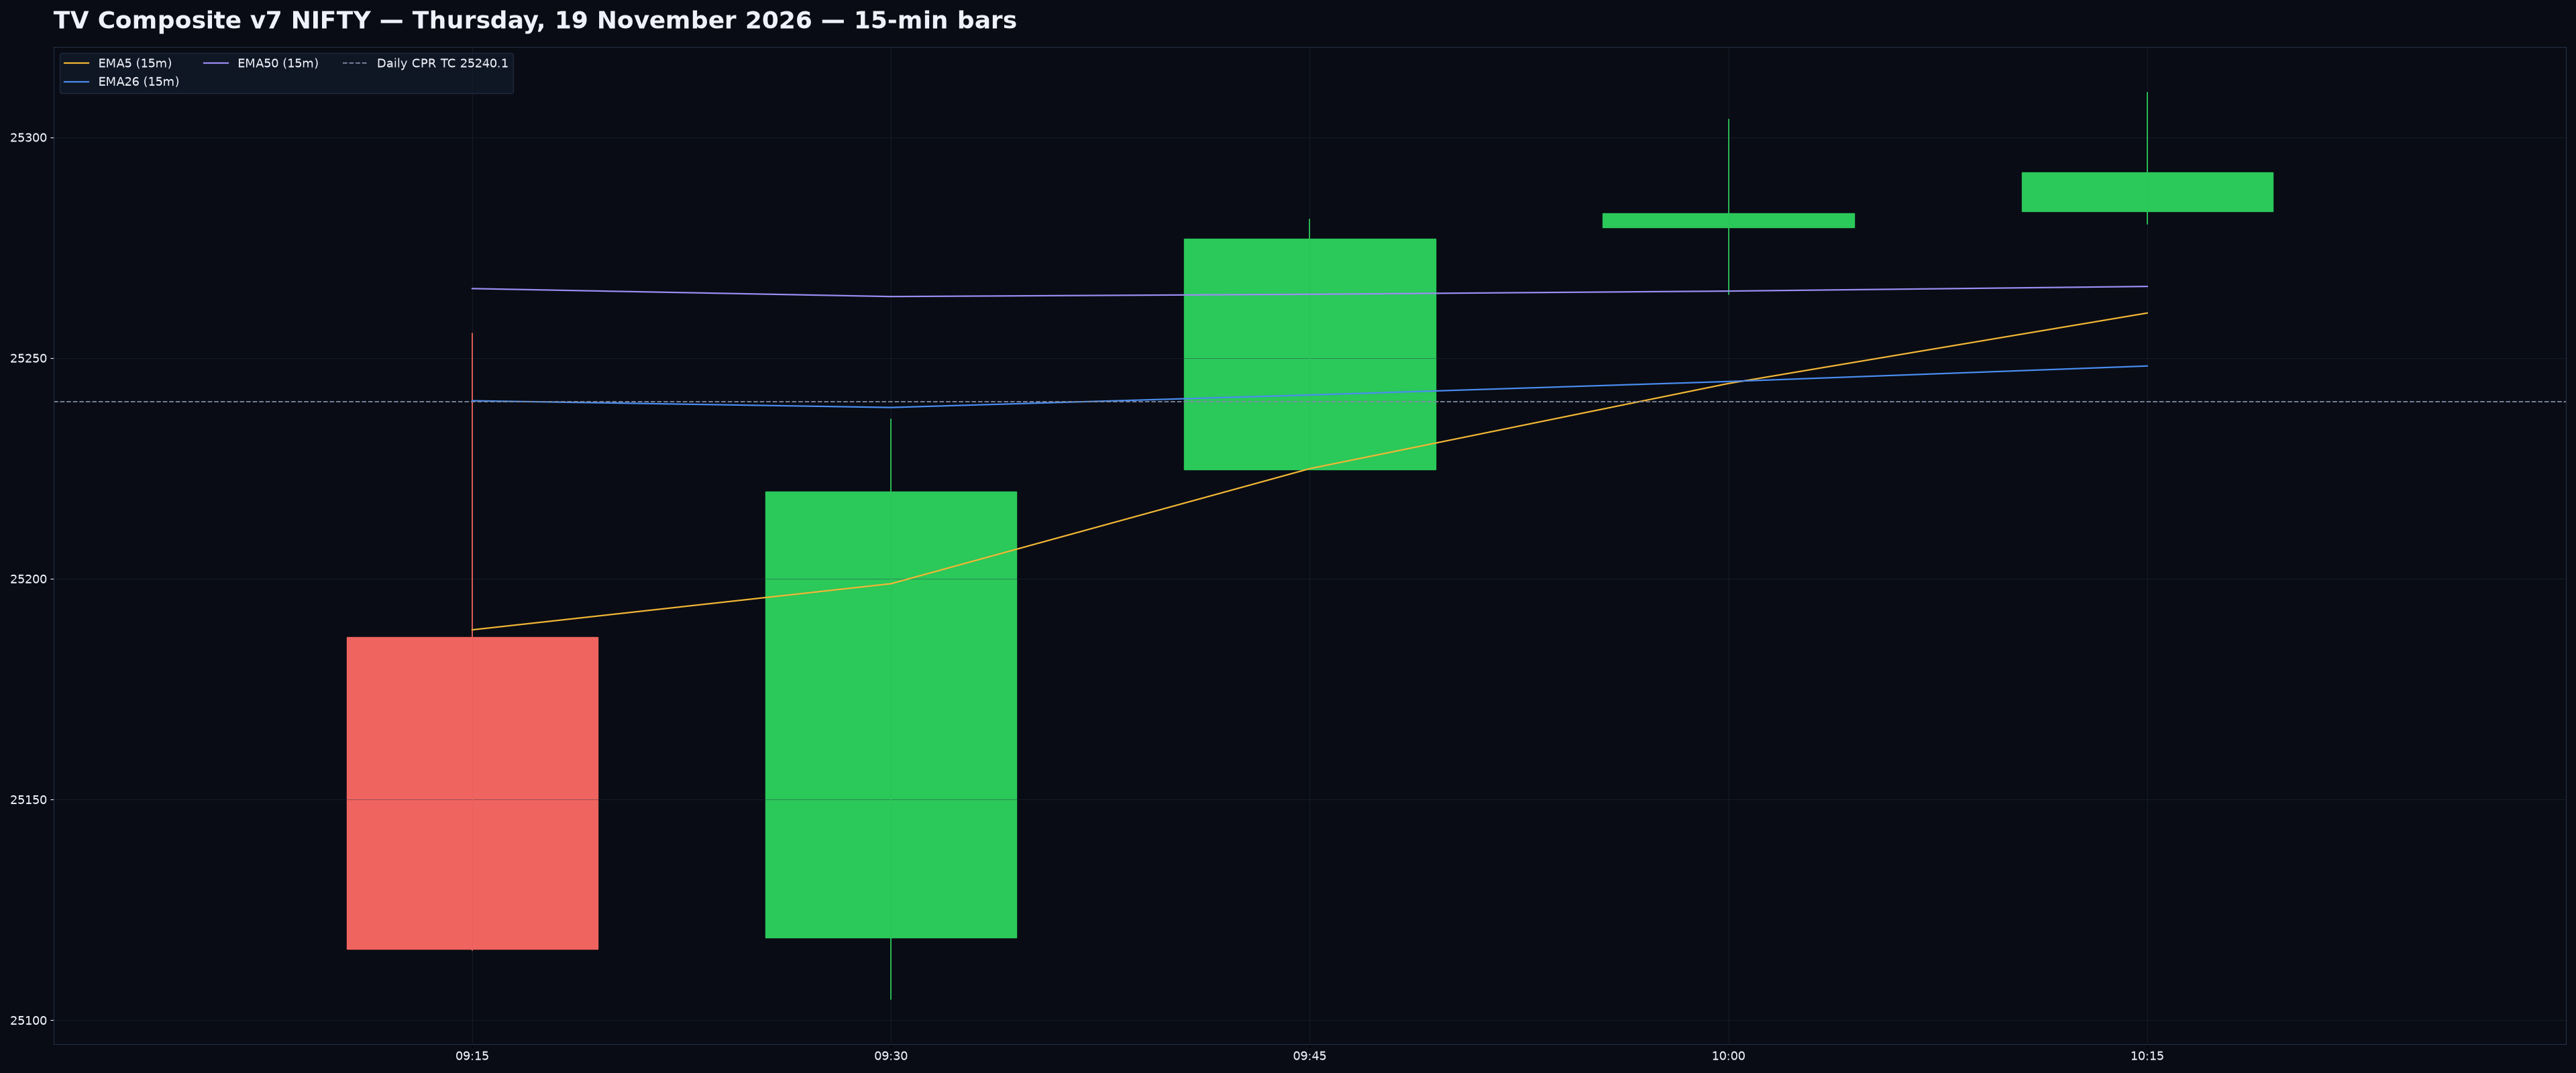 TV Composite v7 NIFTY — Thursday, 19 November 2026 — 15-min bars
EMA5 (15m) EMA50 (15m) Daily CPR TC 25240.1
EMA26 (15m)
25300
25250
25200
25150
25100
09:15 09:30 09:45 10:00 10:15